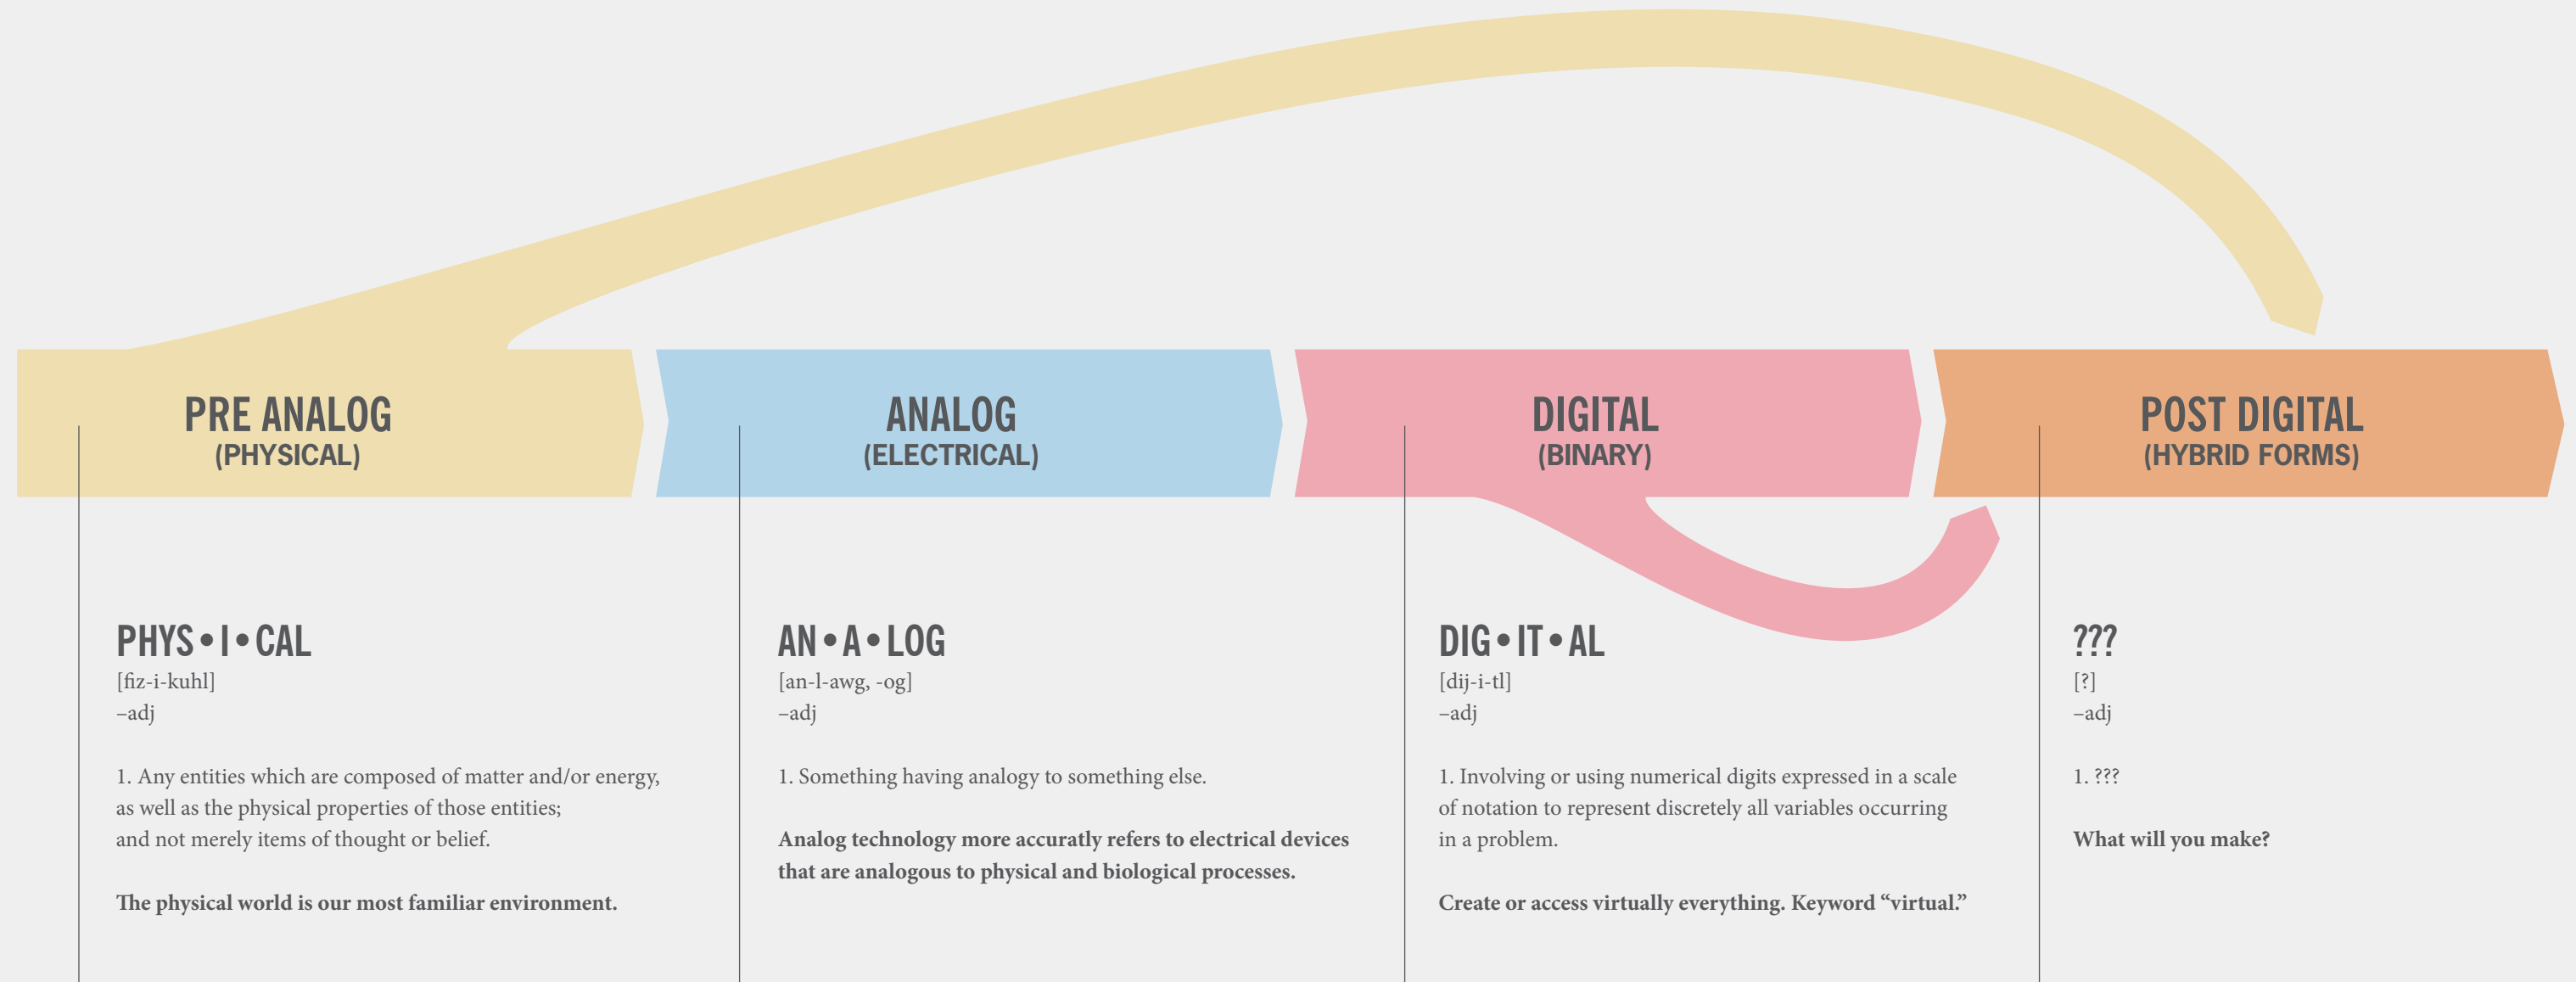 PRE ANALOG
(PHYSICAL)
ANALOG
(ELECTRICAL)
DIGITAL
(BINARY)
POST DIGITAL
(HYBRID FORMS)
PHYS•I•CAL
[fiz-i-kuhl]
–adj
1. Any entities which are composed of matter and/or energy,
as well as the physical properties of those entities;
and not merely items of thought or belief.
The physical world is our most familiar environment.
AN•A•LOG
[an-l-awg, -og]
–adj
1. Something having analogy to something else.
Analog technology more accuratly refers to electrical devices
that are analogous to physical and biological processes.
DIG•IT•AL
[dij-i-tl]
–adj
1. Involving or using numerical digits expressed in a scale
of notation to represent discretely all variables occurring
in a problem.
Create or access virtually everything. Keyword “virtual.”
???
[?]
–adj
1. ???
What will you make?